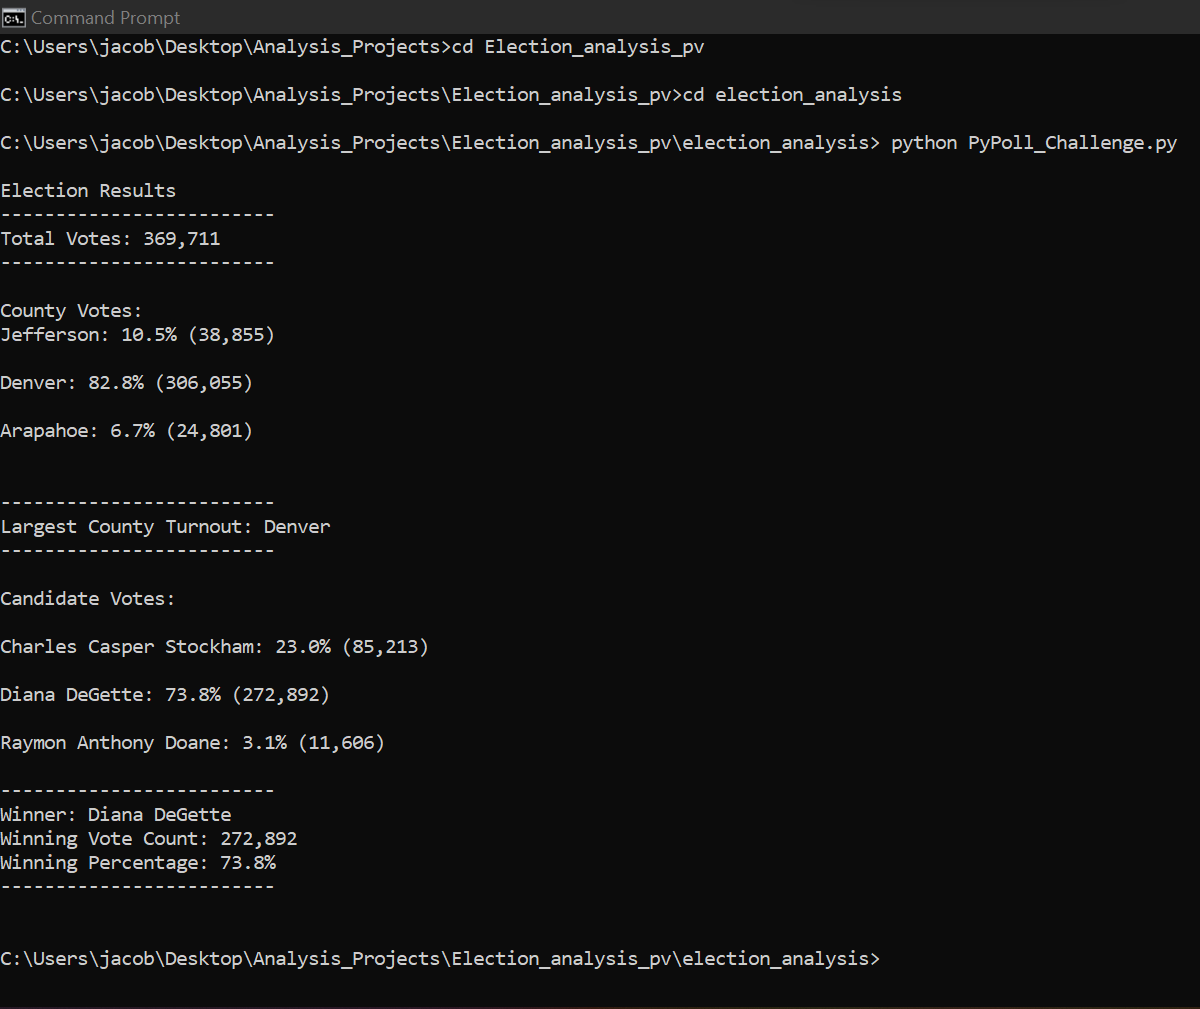 Command Prompt
C:\Users\jacob\Desktop\Analysis_Projects>cd Election_analysis_pv
C:\Users\jacob\Desktop\Analysis_Projects\Election_analysis_pv>cd election_analysis
C:\Users\jacob\Desktop\Analysis_Projects\Election_analysis_pv\election_analysis> python PyPoll_Challenge.py
Election Results
-------------------------
Total Votes: 369,711
-------------------------
County Votes:
Jefferson: 10.5% (38,855)
Denver: 82.8% (306,055)
Arapahoe: 6.7% (24,801)
-------------------------
Largest County Turnout: Denver
-------------------------
Candidate Votes:
Charles Casper Stockham: 23.0% (85,213)
Diana DeGette: 73.8% (272,892)
Raymon Anthony Doane: 3.1% (11,606)
-------------------------
Winner: Diana DeGette
Winning Vote Count: 272,892
Winning Percentage: 73.8%
-------------------------
C:\Users\jacob\Desktop\Analysis_Projects\Election_analysis_pv\election_analysis>